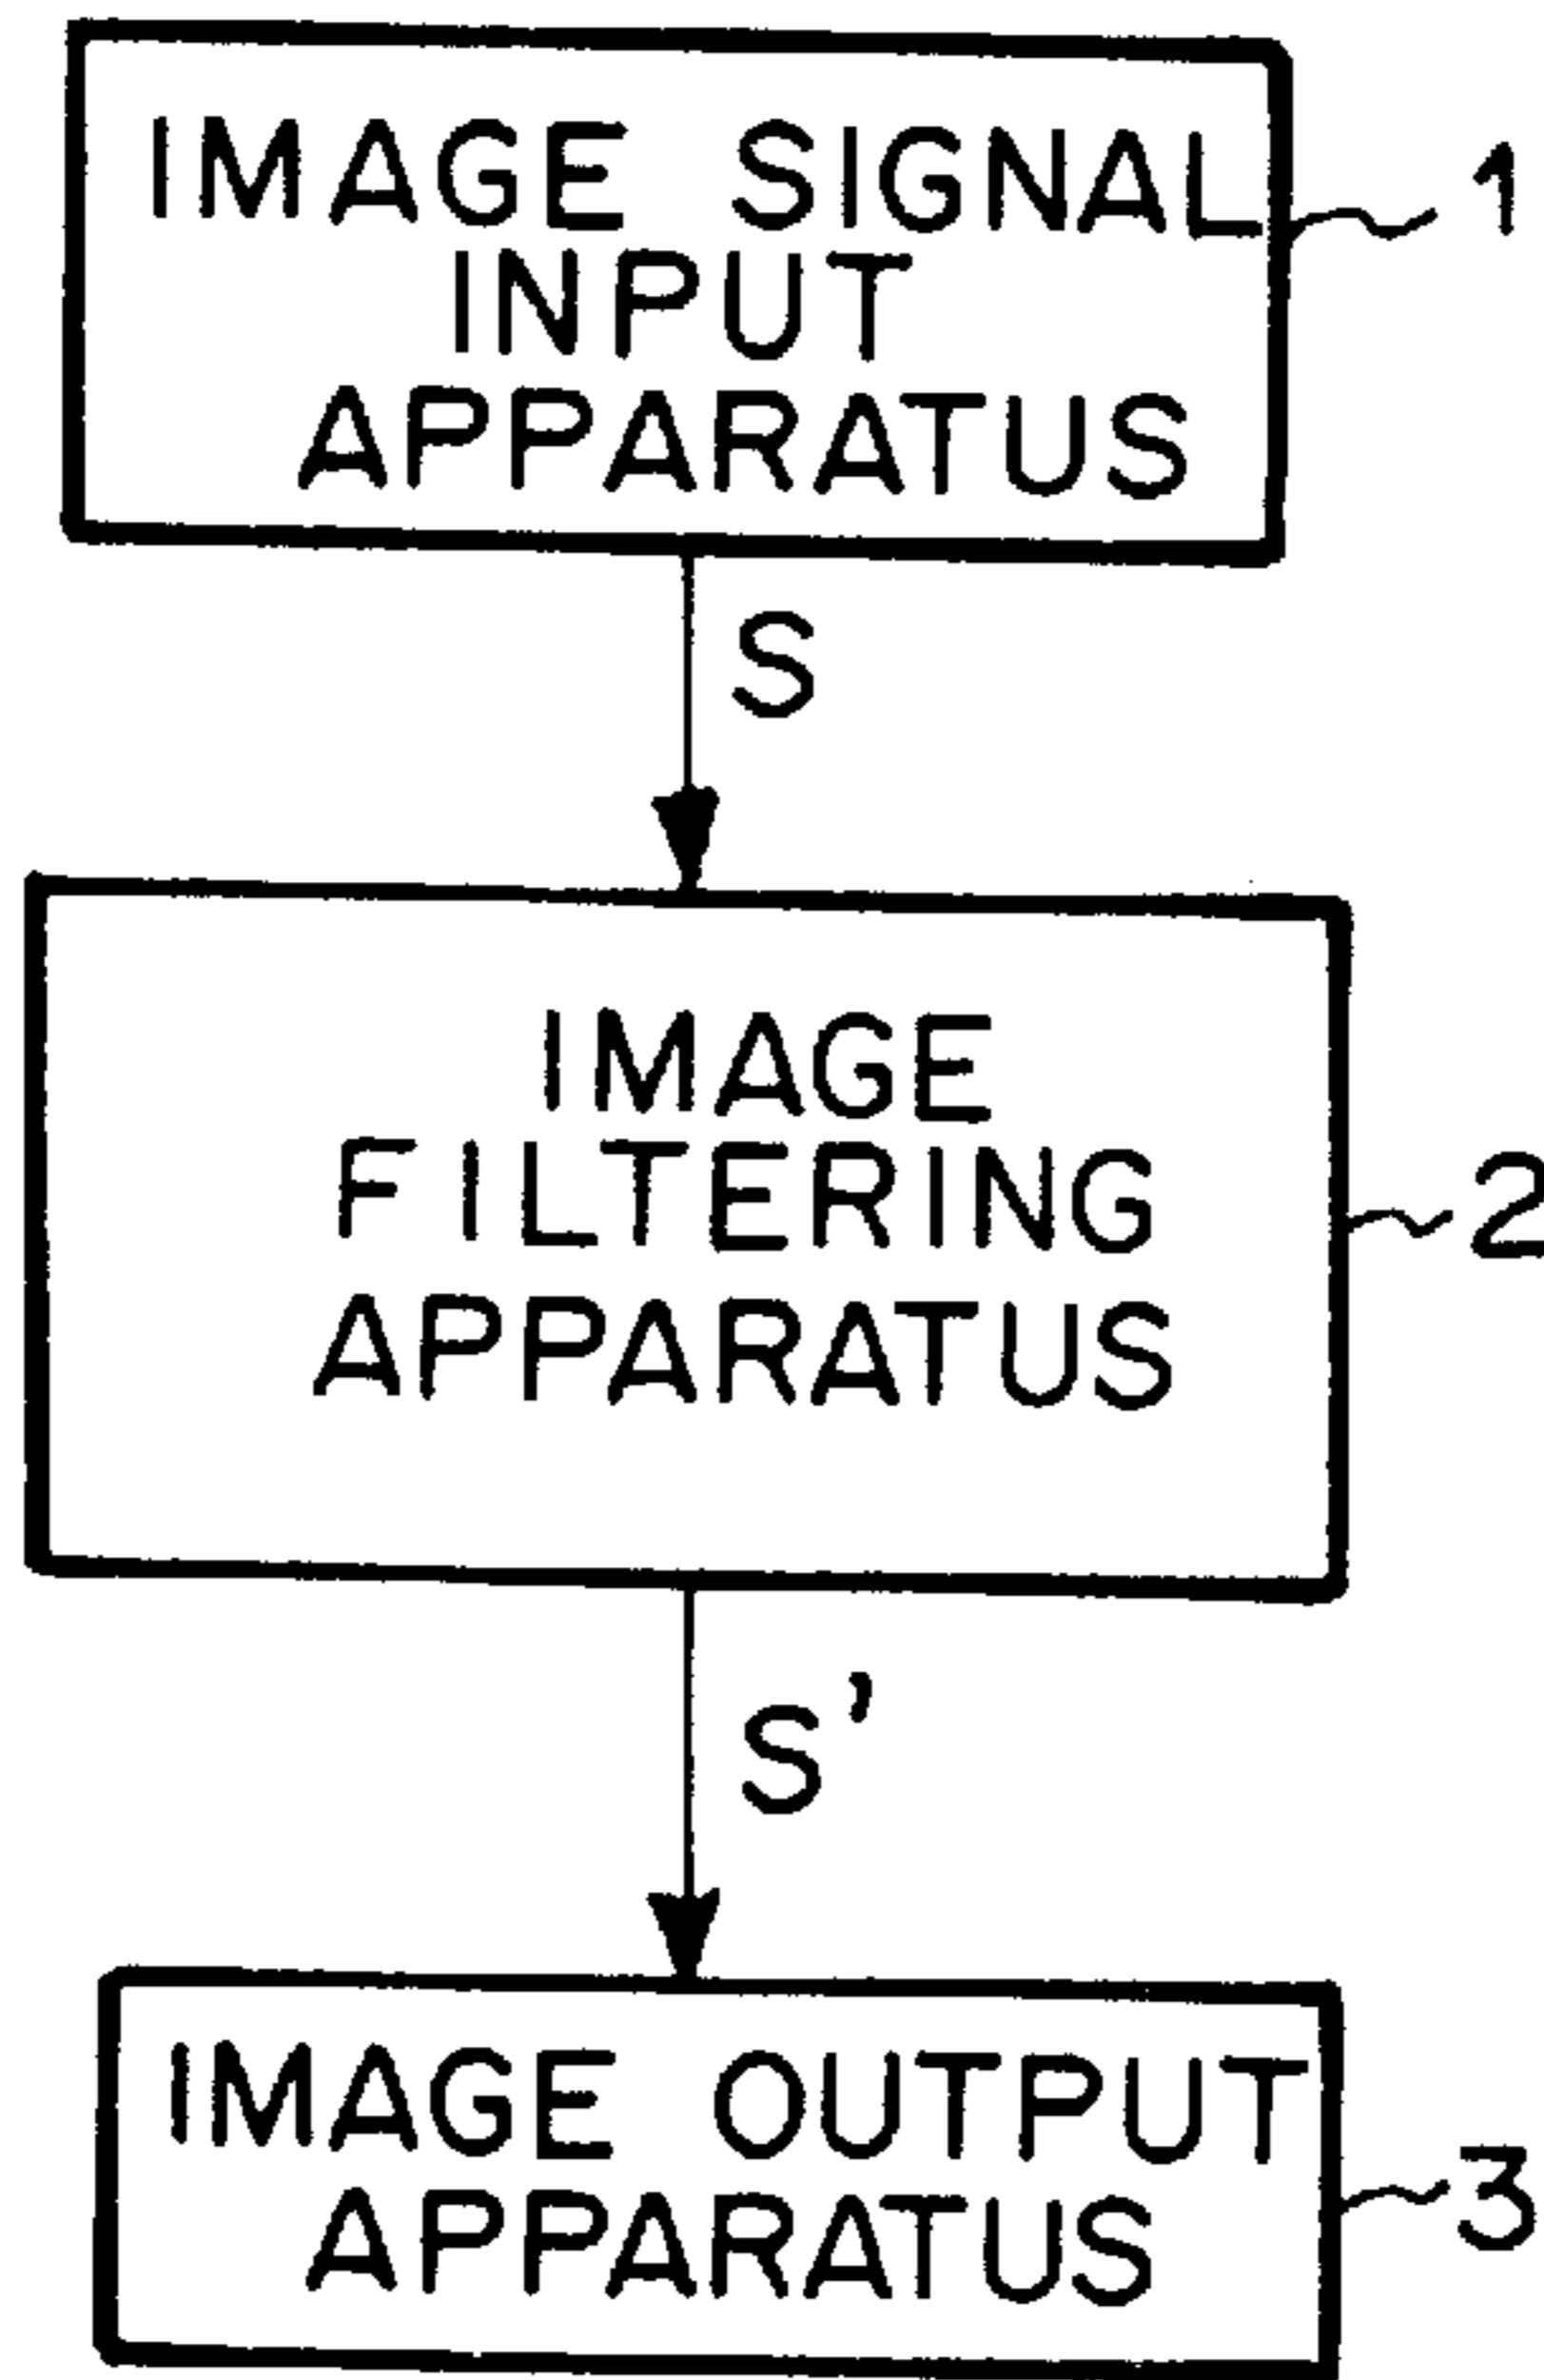 IMAGE SIGNAL
INPUT
APPARATUS
1
S
IMAGE
FILTERING
APPARATUS
2
S'
IMAGE OUTPUT
APPARATUS
3